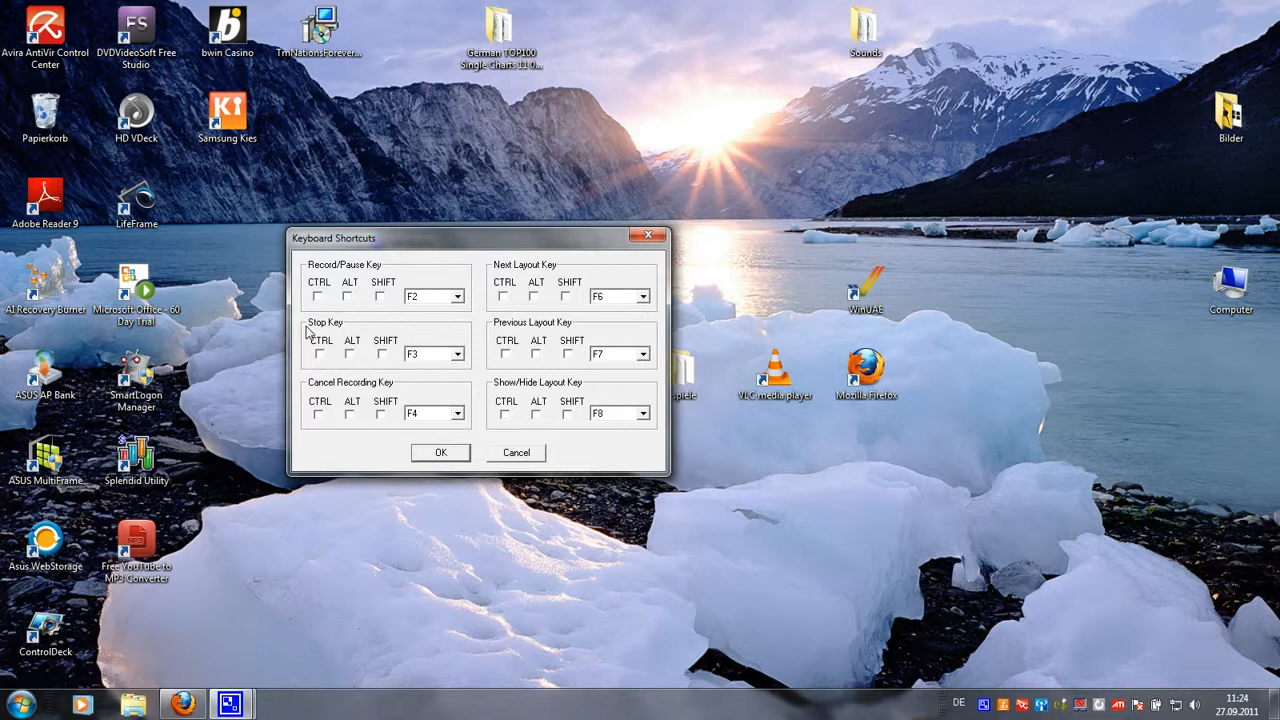 Avira AntiVir Control
Center
DVDVideoSoft Free
Studio
bwin Casino
TmNationsForever...
German TOP100
Single Charts 11 0...
Sounds
Papierkorb
HD VDeck
Samsung Kies
Bilder
Adobe Reader 9
LifeFrame
AI Recovery Burner
Microsoft Office - 60
Day Trial
WinUAE
Computer
ASUS AP Bank
SmartLogon
Manager
VLC media player
Mozilla Firefox
ASUS MultiFrame
Splendid Utility
Asus WebStorage
Free YouTube to
MP3 Converter
ControlDeck
Keyboard Shortcuts
Record/Pause Key
CTRL ALT SHIFT
F2
Stop Key
CTRL ALT SHIFT
F3
Cancel Recording Key
CTRL ALT SHIFT
F4
Next Layout Key
CTRL ALT SHIFT
F6
Previous Layout Key
CTRL ALT SHIFT
F7
Show/Hide Layout Key
CTRL ALT SHIFT
F8
OK Cancel
DE
11:24
27.09.2011